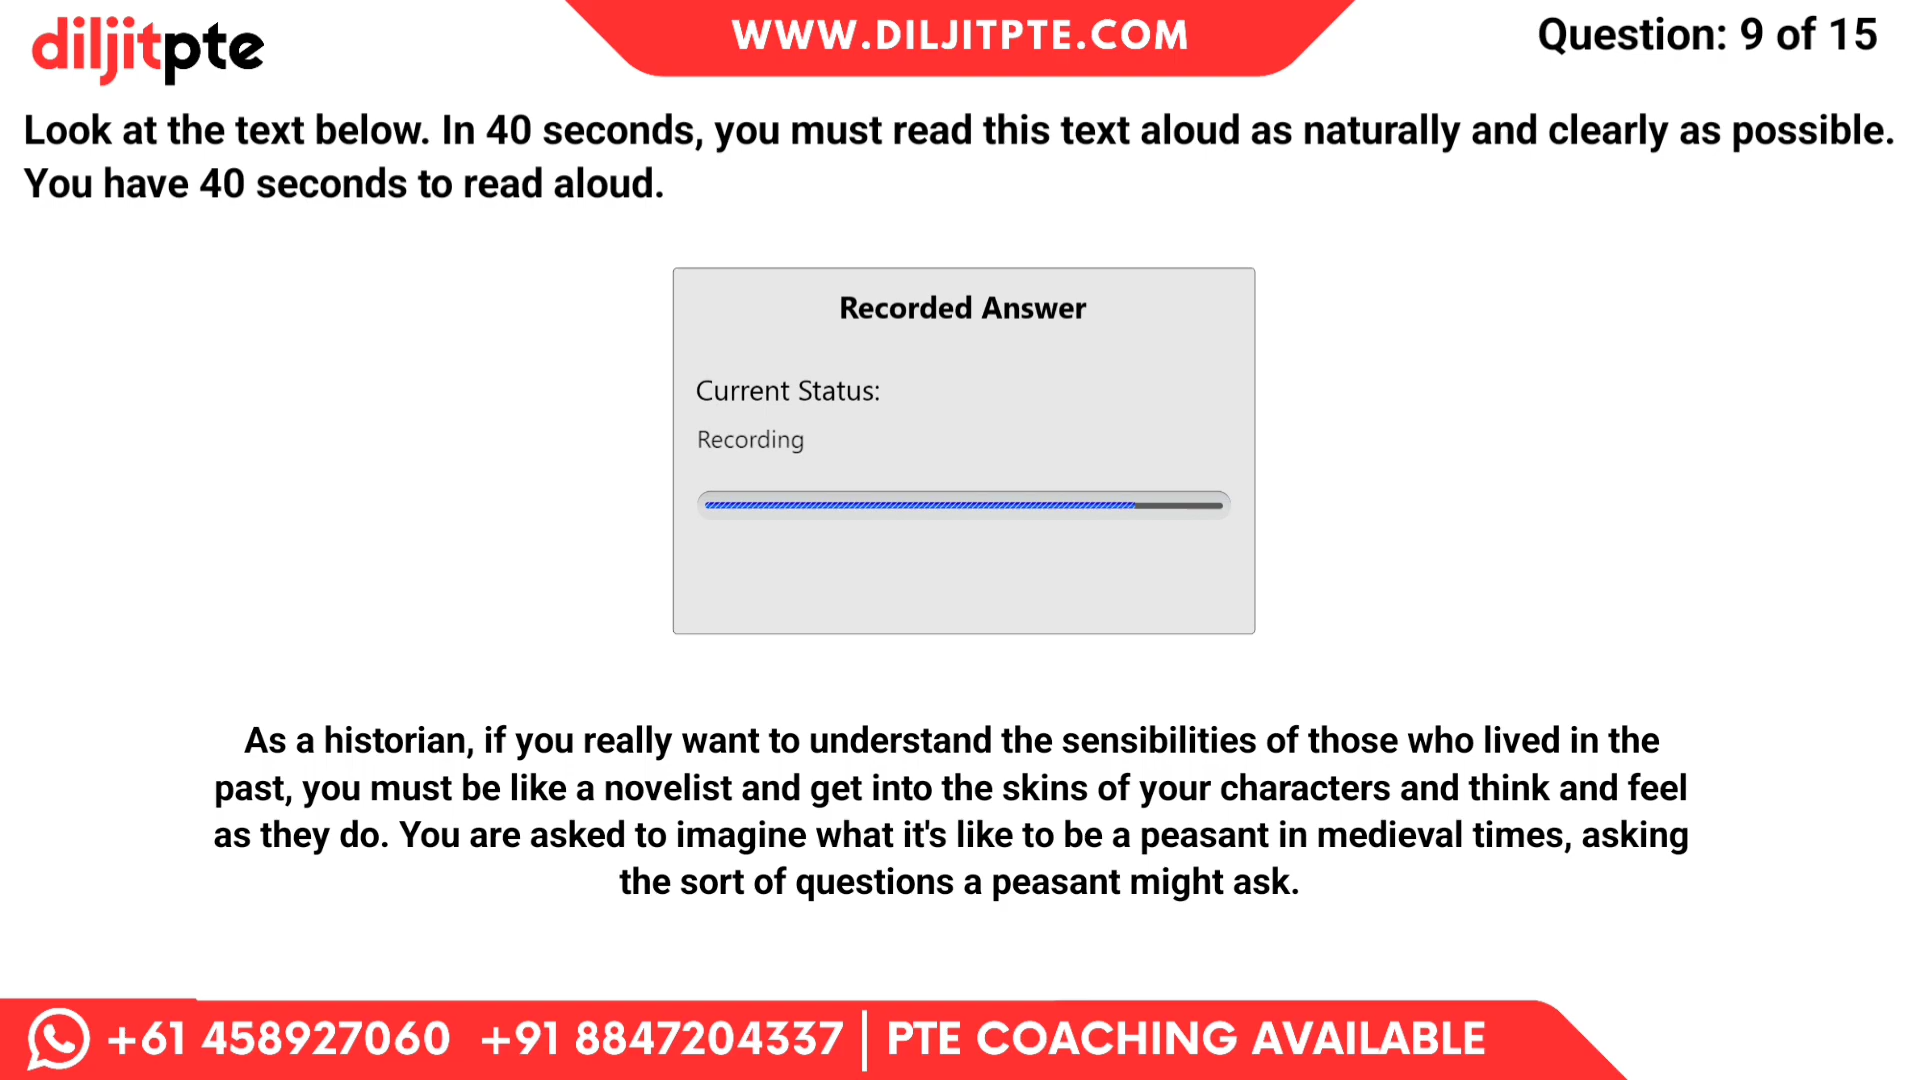 diljitpte
WWW.DILJITPTE.COM
Question: 9 of 15
Look at the text below. In 40 seconds, you must read this text aloud as naturally and clearly as possible.
You have 40 seconds to read aloud.
Recorded Answer
Current Status:
Recording
As a historian, if you really want to understand the sensibilities of those who lived in the
past, you must be like a novelist and get into the skins of your characters and think and feel
as they do. You are asked to imagine what it's like to be a peasant in medieval times, asking
the sort of questions a peasant might ask.
+61 458927060 +91 8847204337 | PTE COACHING AVAILABLE